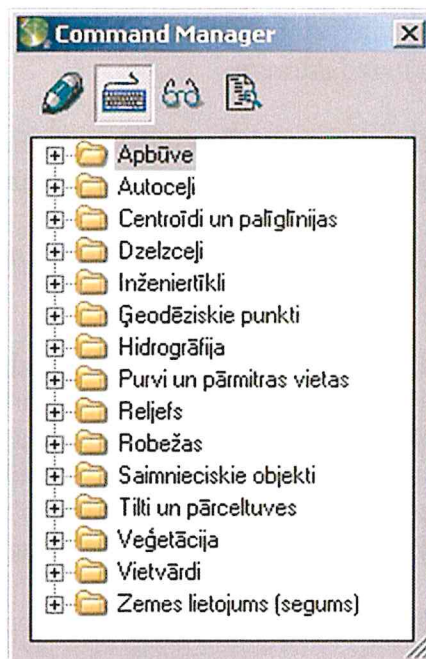 Command Manager
Apbūve
Autoceļi
Centroīdi un palīglīnijas
Dzelzceļi
Inženiertīkli
Ģeodēziskie punkti
Hidrogrāfija
Purvi un pārmitras vietas
Reljefs
Robežas
Saimnieciskie objekti
Tilti un pārceltuves
Veģetācija
Vietvārdi
Zemes lietojums (segums)